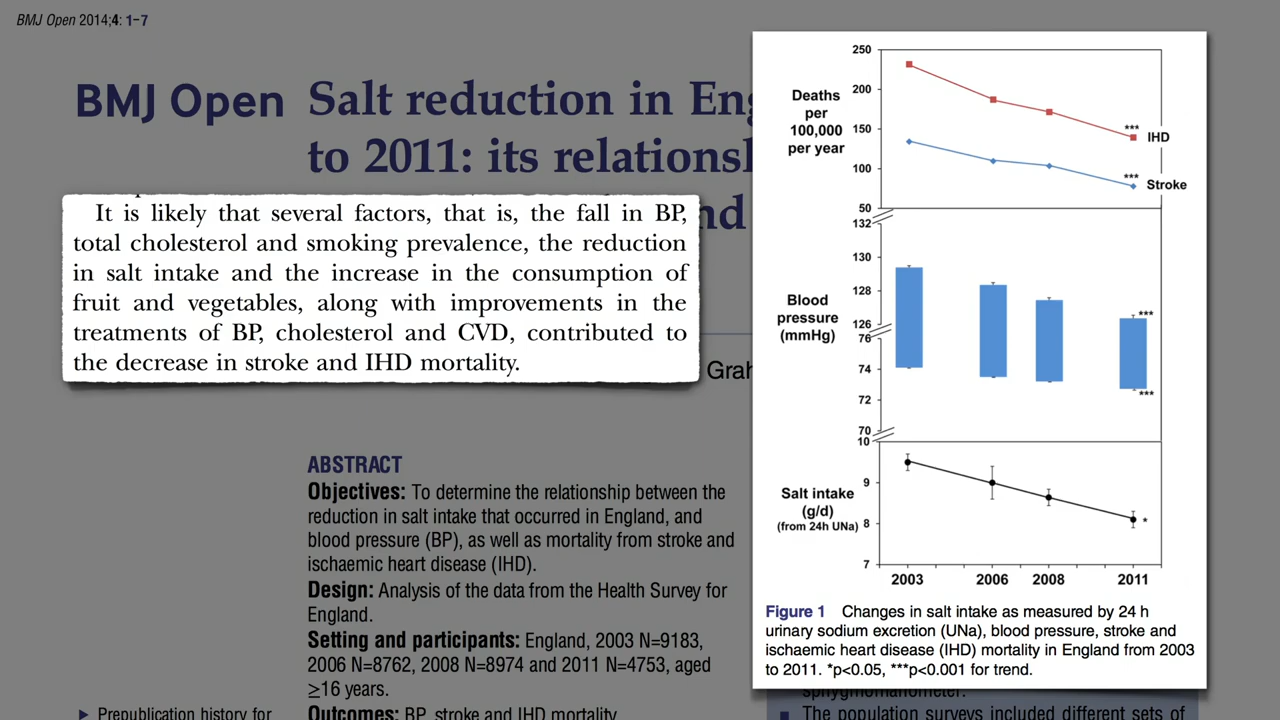 BMJ Open 2014;4: 1–7
BMJ Open Salt reduction in
to 2011: its
It is likely that several factors, that is, the fall in BP,
total cholesterol and smoking prevalence, the reduction
in salt intake and the increase in the consumption of
fruit and vegetables, along with improvements in the
treatments of BP, cholesterol and CVD, contributed to
the decrease in stroke and IHD mortality.
ABSTRACT
Objectives: To determine the relationship between the
reduction in salt intake that occurred in England, and
blood pressure (BP), as well as mortality from stroke and
ischaemic heart disease (IHD).
Design: Analysis of the data from the Health Survey for
England.
Setting and participants: England, 2003 N=9183,
2006 N=8762, 2008 N=8974 and 2011 N=4753, aged
≥16 years.
Outcomes: BP, stroke and IHD mortality
▶ Prepublication history for
Deaths
per
100,000
per year
250
200
150
100
50
*** IHD
*** Stroke
Blood
pressure
(mmHg)
132
130
128
126
76
74
72
70
***
***
Salt intake
(g/d)
(from 24h UNa)
10
9
8
7
*
2003 2006 2008 2011
Figure 1 Changes in salt intake as measured by 24 h
urinary sodium excretion (UNa), blood pressure, stroke and
ischaemic heart disease (IHD) mortality in England from 2003
to 2011. *p<0.05, ***p<0.001 for trend.
sphygmomanometer.
■ The population surveys included different sets of